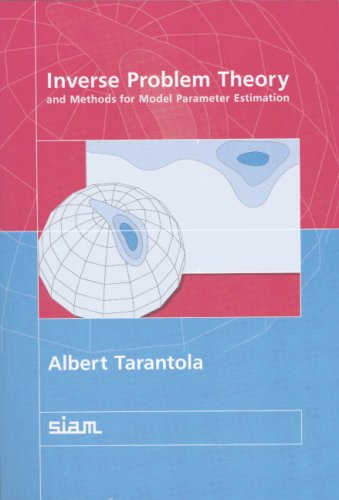 Inverse Problem Theory
and Methods for Model Parameter Estimation
Albert Tarantola
siam